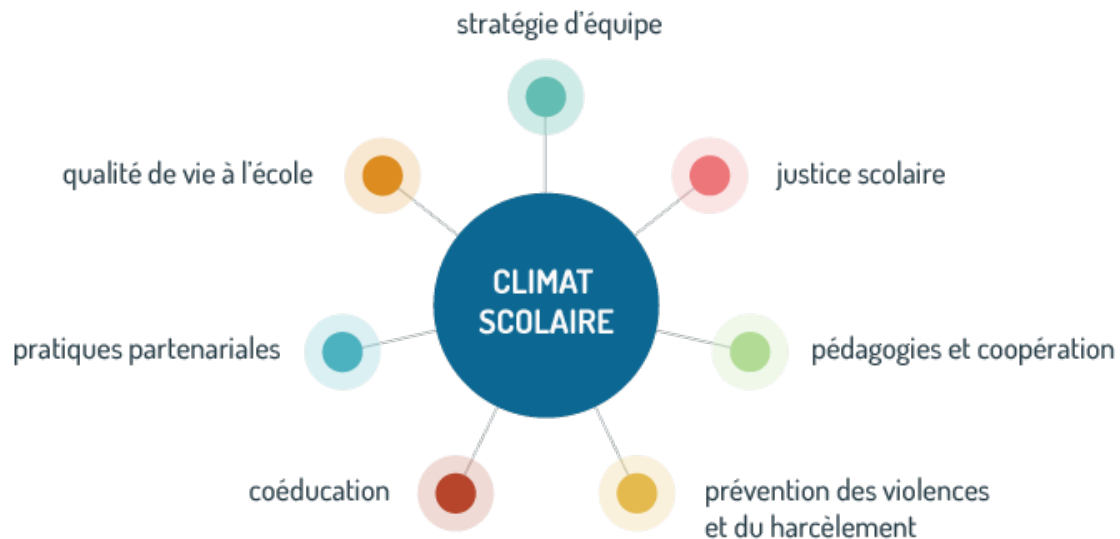 stratégie d'équipe
qualité de vie à l'école
justice scolaire
CLIMAT
SCOLAIRE
pratiques partenariales
pédagogies et coopération
coéducation
prévention des violences
et du harcèlement